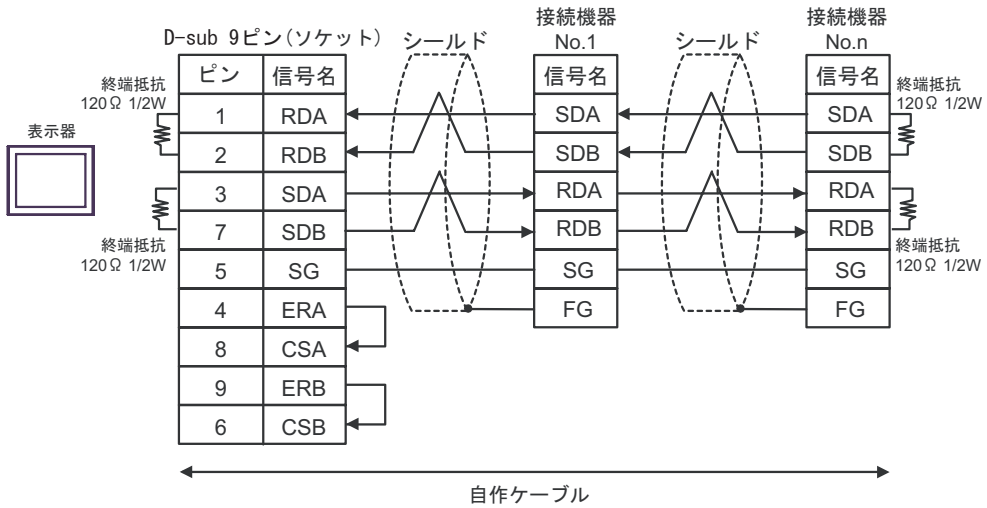 D-sub 9ピン(ソケット)
シールド
接続機器
No.1
シールド
接続機器
No.n
ピン 信号名
信号名
信号名
終端抵抗
120Ω 1/2W
終端抵抗
120Ω 1/2W
表示器
1 RDA
SDA
SDA
2 RDB
SDB
SDB
3 SDA
RDA
RDA
7 SDB
RDB
RDB
終端抵抗
120Ω 1/2W
終端抵抗
120Ω 1/2W
5 SG
SG
SG
4 ERA
FG
FG
8 CSA
9 ERB
6 CSB
自作ケーブル